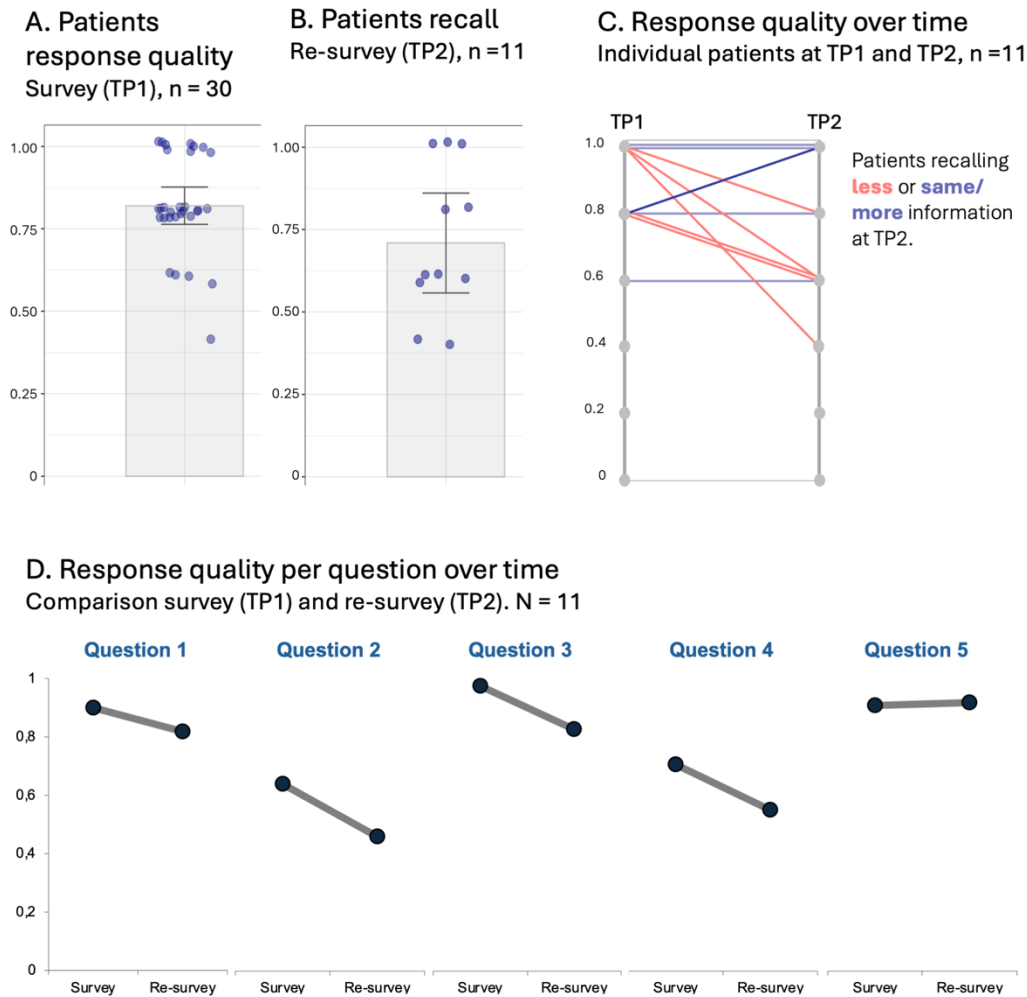 A. Patients
response quality
Survey (TP1), n = 30
1.00
0.75
0.50
0.25
0
B. Patients recall
Re-survey (TP2), n =11
1.00
0.75
0.50
0.25
0
C. Response quality over time
Individual patients at TP1 and TP2, n =11
TP1 TP2
1.0
0.8
0.6
0.4
0.2
0
Patients recalling
less or same/
more information
at TP2.
D. Response quality per question over time
Comparison survey (TP1) and re-survey (TP2). N = 11
Question 1 Question 2 Question 3 Question 4 Question 5
1
0,8
0,6
0,4
0,2
0
Survey Re-survey Survey Re-survey Survey Re-survey Survey Re-survey Survey Re-survey